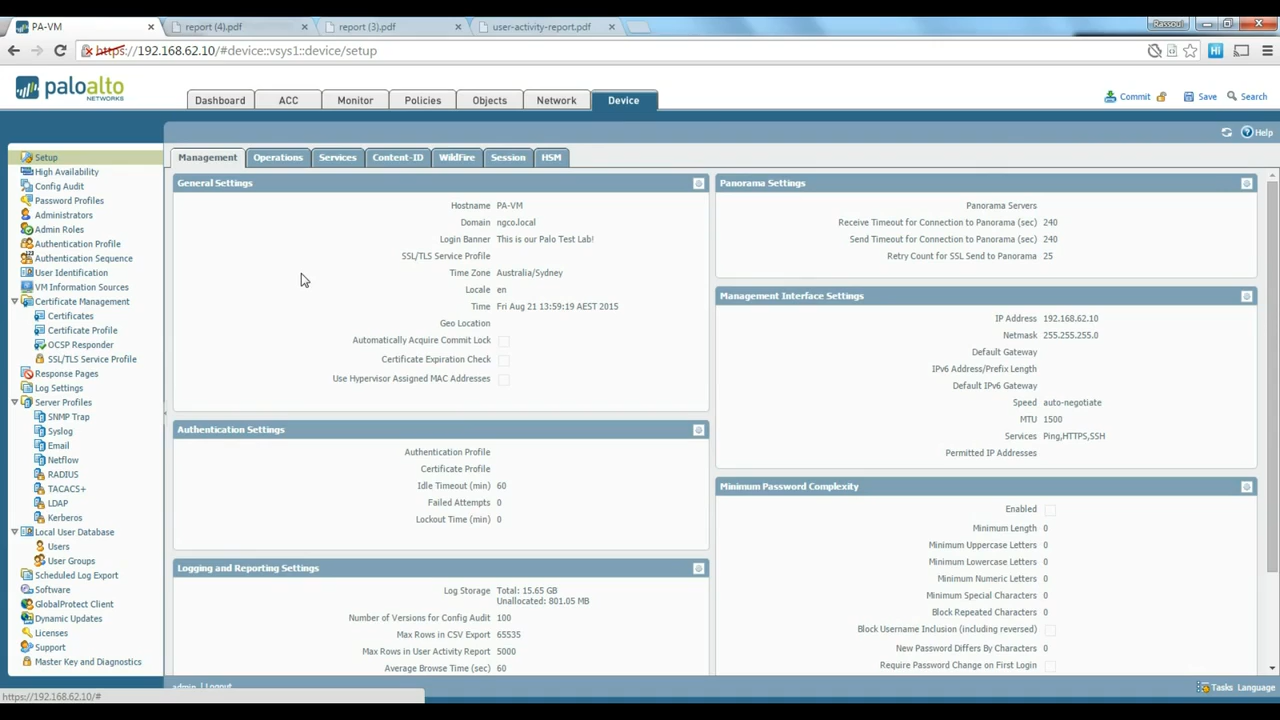 PA-VM
report (4).pdf
report (3).pdf
user-activity-report.pdf
Rassoul
https://192.168.62.10/#device::vsys1::device/setup
Hi
paloalto
NETWORKS
Dashboard
ACC
Monitor
Policies
Objects
Network
Device
Commit
Save
Search
Help
Setup
High Availability
Config Audit
Password Profiles
Administrators
Admin Roles
Authentication Profile
Authentication Sequence
User Identification
VM Information Sources
Certificate Management
Certificates
Certificate Profile
OCSP Responder
SSL/TLS Service Profile
Response Pages
Log Settings
Server Profiles
SNMP Trap
Syslog
Email
Netflow
RADIUS
TACACS+
LDAP
Kerberos
Local User Database
Users
User Groups
Scheduled Log Export
Software
GlobalProtect Client
Dynamic Updates
Licenses
Support
Master Key and Diagnostics
Management
Operations
Services
Content-ID
WildFire
Session
HSM
General Settings
Hostname PA-VM
Domain ngco.local
Login Banner This is our Palo Test Lab!
SSL/TLS Service Profile
Time Zone Australia/Sydney
Locale en
Time Fri Aug 21 13:59:19 AEST 2015
Geo Location
Automatically Acquire Commit Lock
Certificate Expiration Check
Use Hypervisor Assigned MAC Addresses
Authentication Settings
Authentication Profile
Certificate Profile
Idle Timeout (min) 60
Failed Attempts 0
Lockout Time (min) 0
Logging and Reporting Settings
Log Storage Total: 15.65 GB
Unallocated: 801.05 MB
Number of Versions for Config Audit 100
Max Rows in CSV Export 65535
Max Rows in User Activity Report 5000
Average Browse Time (sec) 60
Panorama Settings
Panorama Servers
Receive Timeout for Connection to Panorama (sec) 240
Send Timeout for Connection to Panorama (sec) 240
Retry Count for SSL Send to Panorama 25
Management Interface Settings
IP Address 192.168.62.10
Netmask 255.255.255.0
Default Gateway
IPv6 Address/Prefix Length
Default IPv6 Gateway
Speed auto-negotiate
MTU 1500
Services Ping,HTTPS,SSH
Permitted IP Addresses
Minimum Password Complexity
Enabled
Minimum Length 0
Minimum Uppercase Letters 0
Minimum Lowercase Letters 0
Minimum Numeric Letters 0
Minimum Special Characters 0
Block Repeated Characters 0
Block Username Inclusion (including reversed)
New Password Differs By Characters 0
Require Password Change on First Login
admin | Logout
https://192.168.62.10/#
Tasks
Language